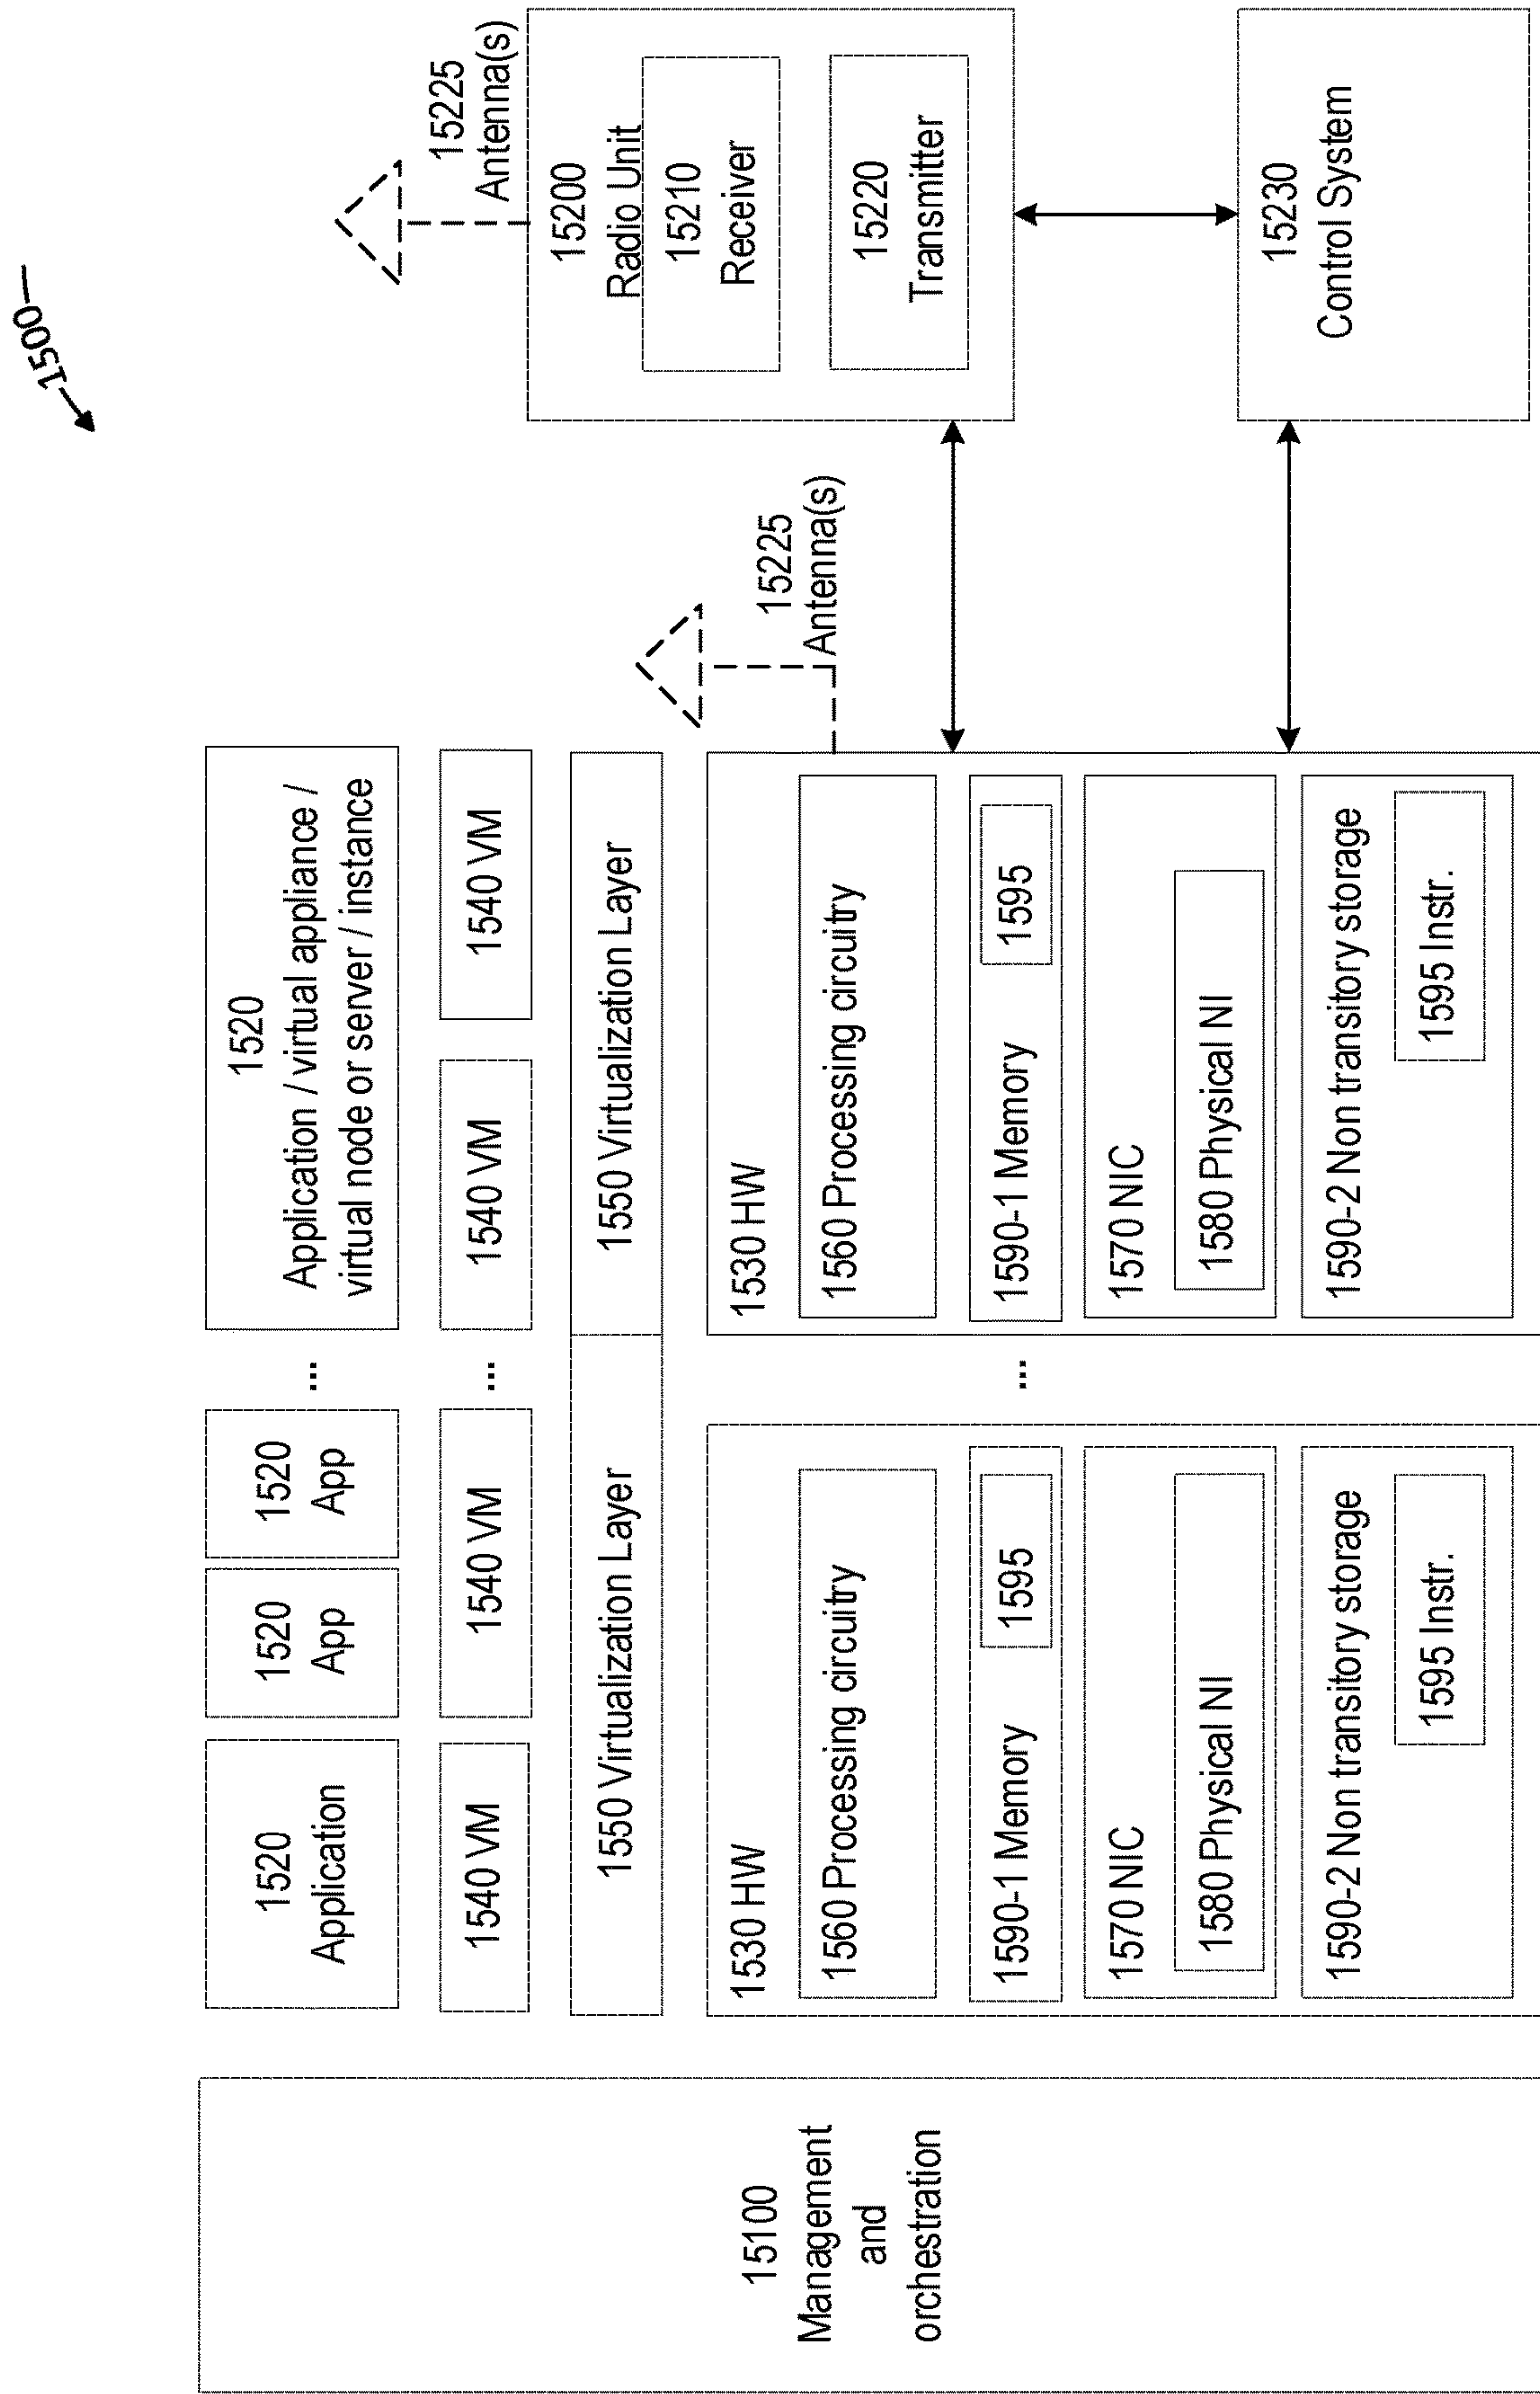 1500
15100
Management
and
orchestration
1520
Application
1520
App
1520
App
...
1520
Application / virtual appliance /
virtual node or server / instance
1540 VM
1540 VM
...
1540 VM
1540 VM
1550 Virtualization Layer
1550 Virtualization Layer
1530 HW
1560 Processing circuitry
1590-1 Memory
1595
1570 NIC
1580 Physical NI
1590-2 Non transitory storage
1595 Instr.
...
1530 HW
1560 Processing circuitry
1590-1 Memory
1595
1570 NIC
1580 Physical NI
1590-2 Non transitory storage
1595 Instr.
15225
Antenna(s)
15225
Antenna(s)
15200
Radio Unit
15210
Receiver
15220
Transmitter
15230
Control System